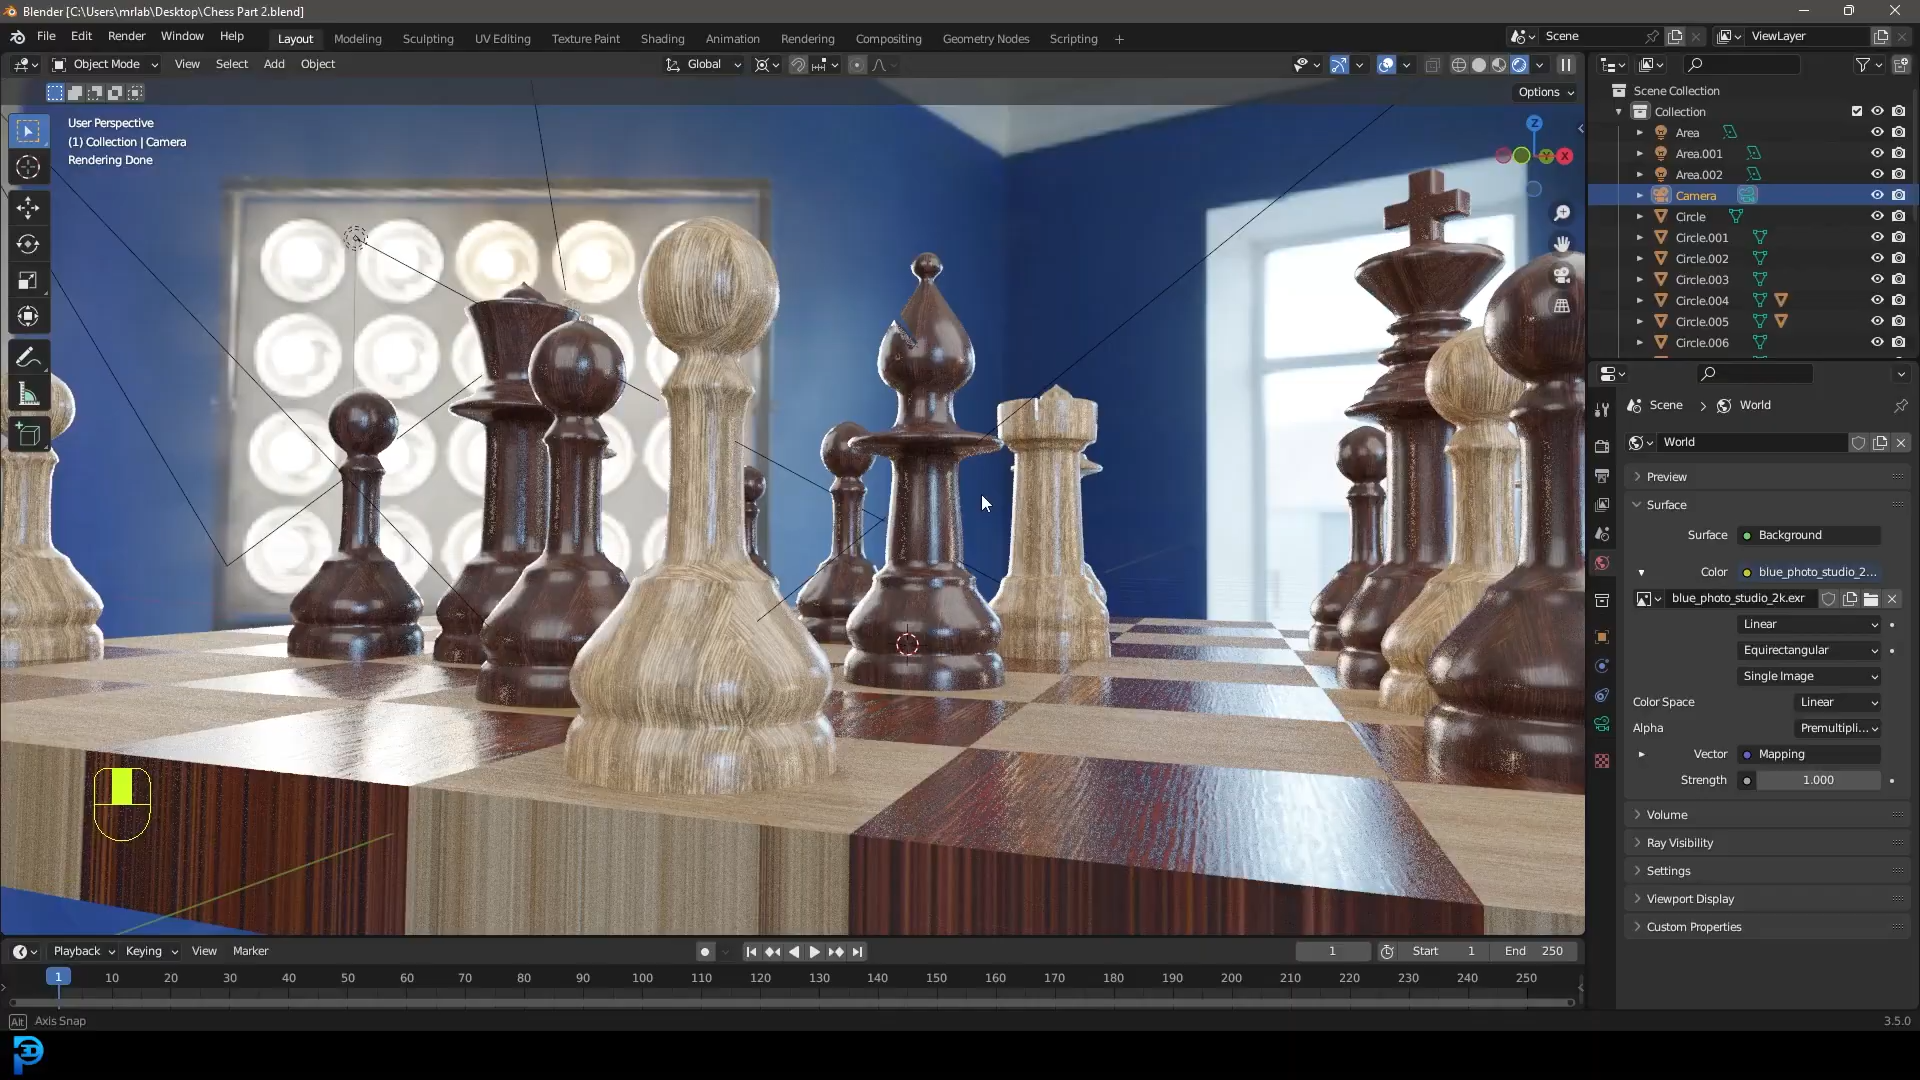 Blender [C:\Users\mrlab\Desktop\Chess Part 2.blend]
File Edit Render Window Help Layout Modeling Sculpting UV Editing Texture Paint Shading Animation Rendering Compositing Geometry Nodes Scripting + Scene ViewLayer
Object Mode View Select Add Object Global
Options
User Perspective
(1) Collection | Camera
Rendering Done
Z
Y X
Scene Collection
Collection
Area
Area.001
Area.002
Camera
Circle
Circle.001
Circle.002
Circle.003
Circle.004
Circle.005
Circle.006
Scene > World
World
Preview
Surface
Surface Background
Color blue_photo_studio_2...
blue_photo_studio_2k.exr
Linear
Equirectangular
Single Image
Color Space Linear
Alpha Premultipli...
Vector Mapping
Strength 1.000
Volume
Ray Visibility
Settings
Viewport Display
Custom Properties
Playback Keying View Marker 1 Start 1 End 250
1 10 20 30 40 50 60 70 80 90 100 110 120 130 140 150 160 170 180 190 200 210 220 230 240 250
Alt Axis Snap 3.5.0
3D